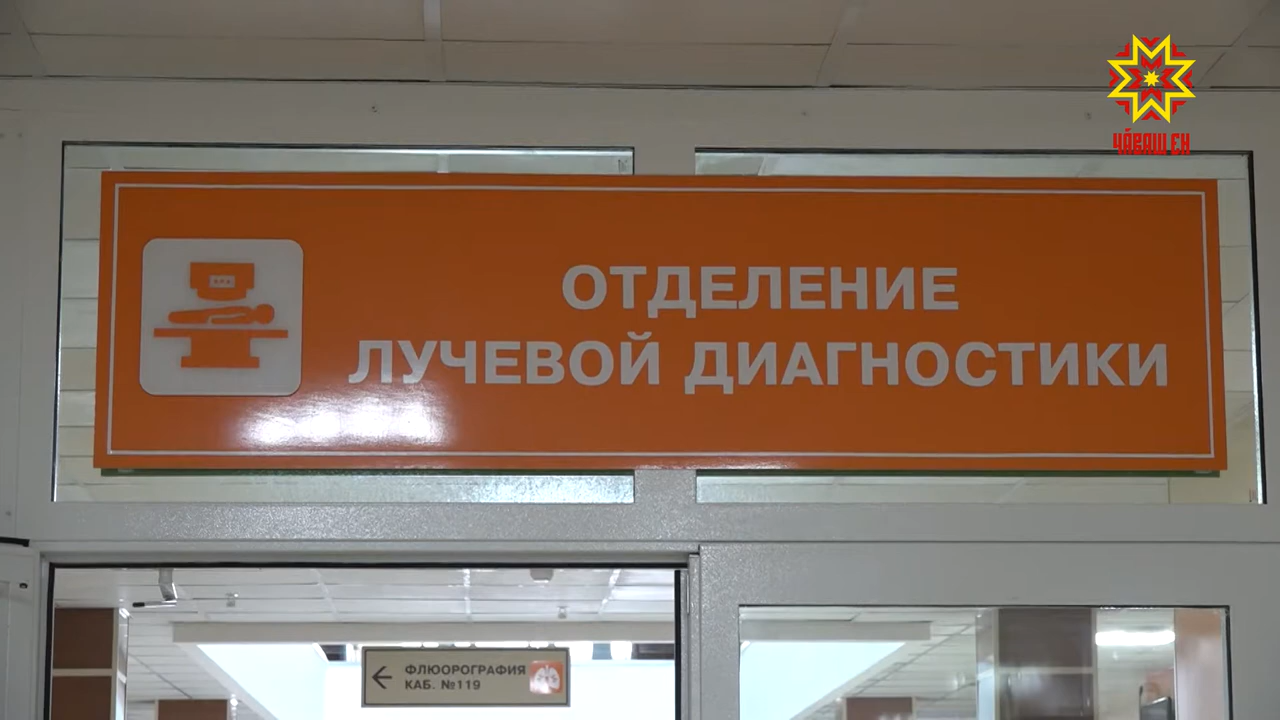 ЧӐВАШ ЕН
ОТДЕЛЕНИЕ
ЛУЧЕВОЙ ДИАГНОСТИКИ
ФЛЮОРОГРАФИЯ
КАБ. №119